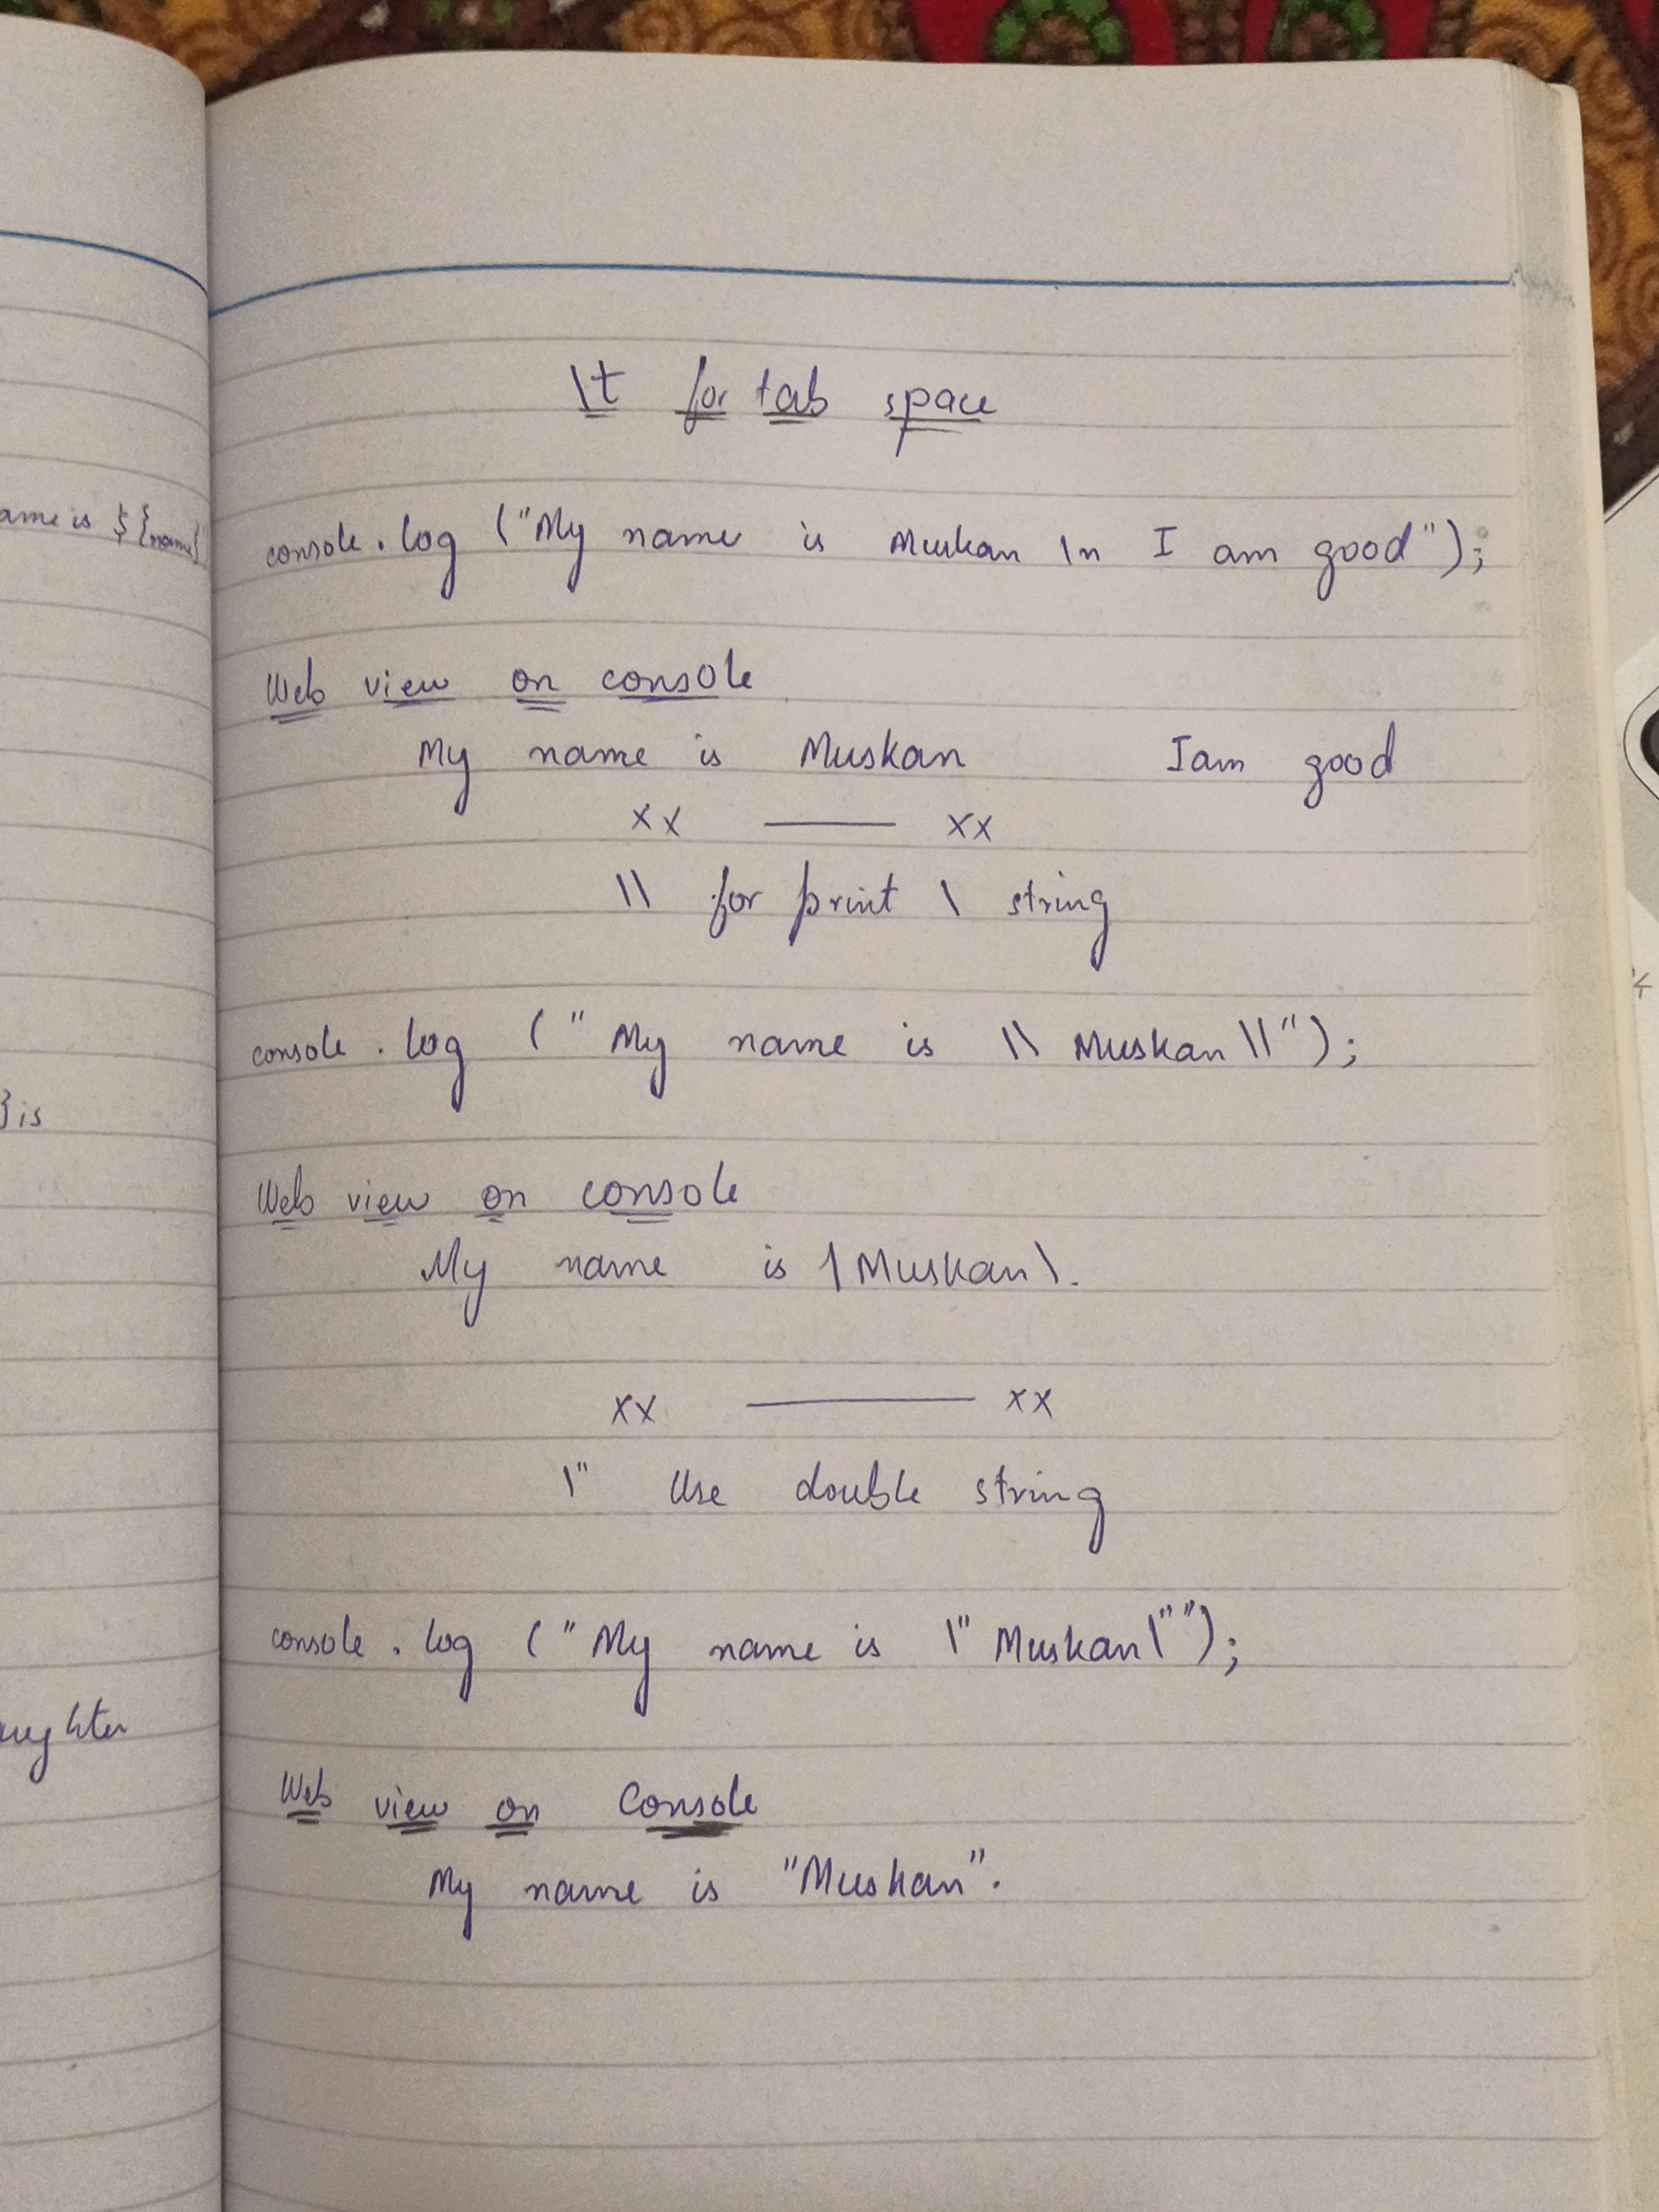 \t for tab space
console.log ("My name is Muskan \n I am good");
Web view on console
My name is Muskan Iam good
xx —— xx
\\ for print \ string
console.log (" My name is \\ Muskan \\");
Web view on console
My name is \Muskan\.
xx ——— xx
\" Use double string
console.log ("My name is \" Muskan\"");
Web view on Console
My name is "Muskan".
ame is ${name}
} is